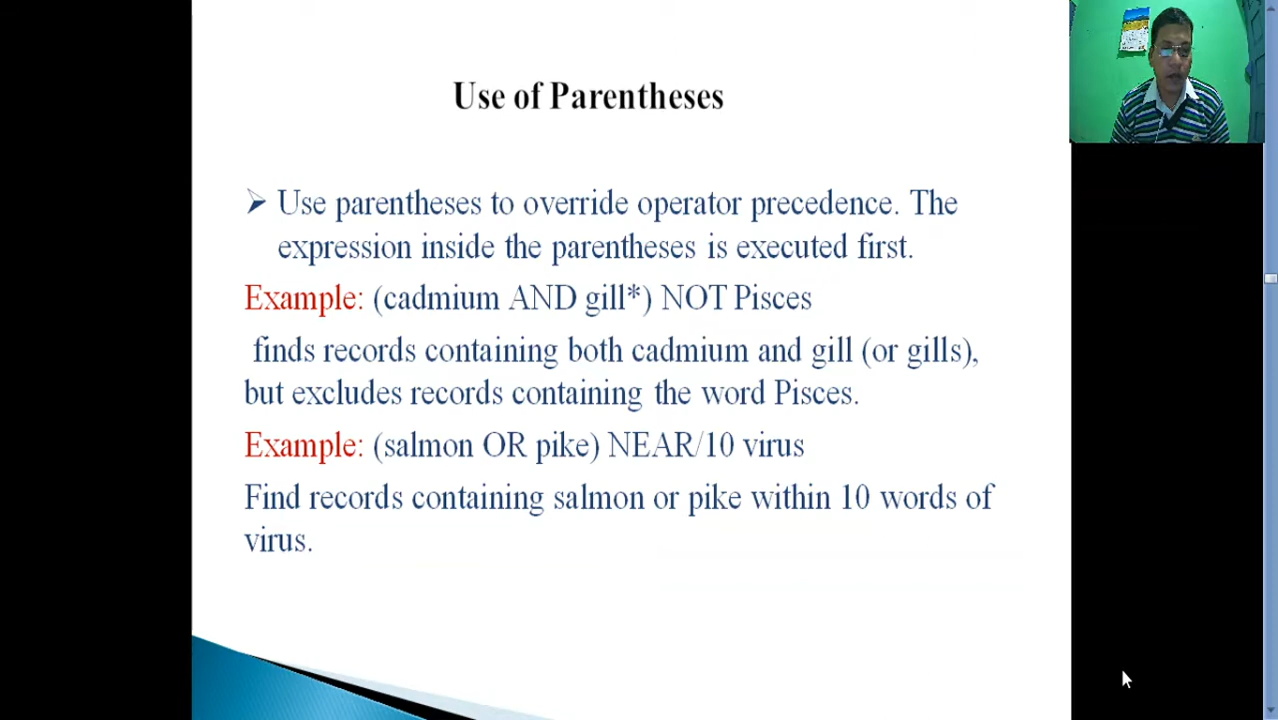 Use of Parentheses
➢ Use parentheses to override operator precedence. The
expression inside the parentheses is executed first.
Example: (cadmium AND gill*) NOT Pisces
finds records containing both cadmium and gill (or gills),
but excludes records containing the word Pisces.
Example: (salmon OR pike) NEAR/10 virus
Find records containing salmon or pike within 10 words of
virus.